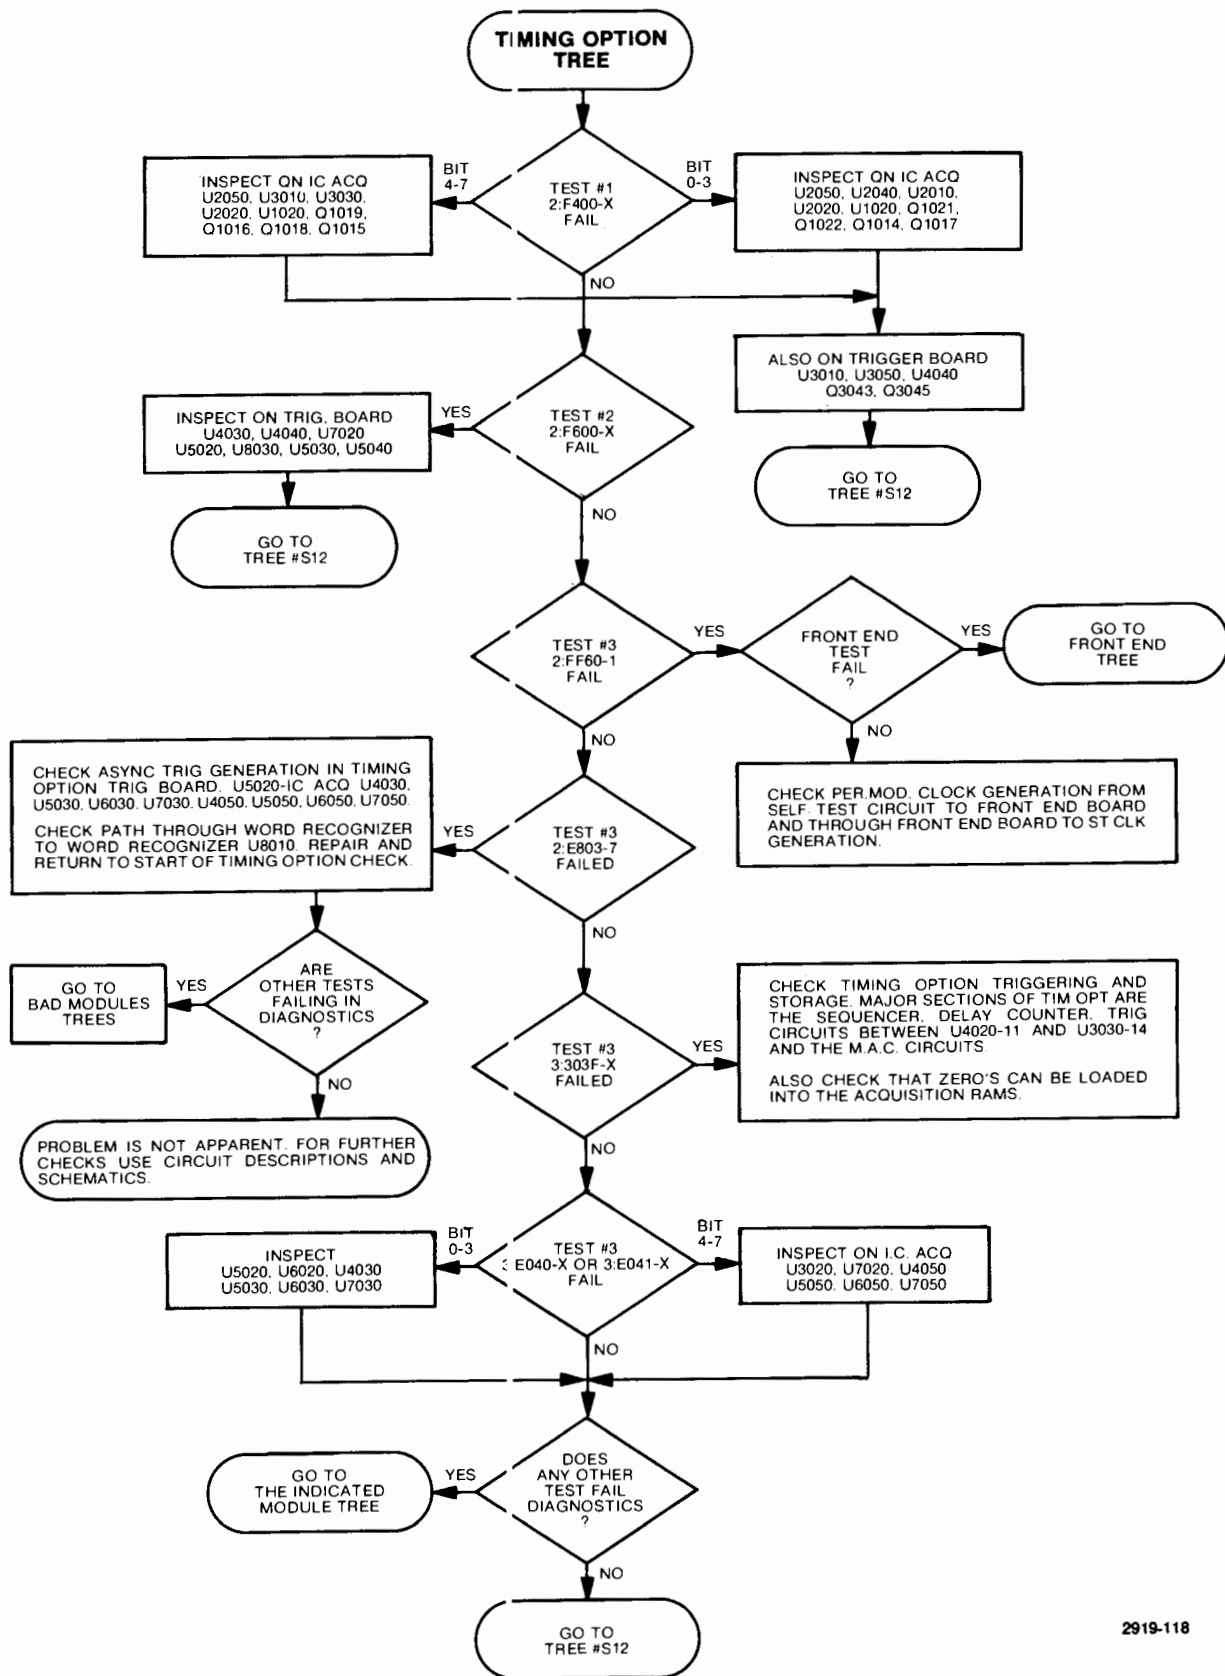 TIMING OPTION
TREE
BIT
4-7
TEST #1
2:F400-X
FAIL
BIT
0-3
INSPECT ON IC ACQ
U2050, U3010, U3030,
U2020, U1020, Q1019,
Q1016, Q1018, Q1015
INSPECT ON IC ACQ
U2050, U2040, U2010,
U2020, U1020, Q1021,
Q1022, Q1014, Q1017
NO
ALSO ON TRIGGER BOARD
U3010, U3050, U4040
Q3043, Q3045
GO TO
TREE #S12
INSPECT ON TRIG. BOARD
U4030, U4040, U7020
U5020, U8030, U5030, U5040
YES
TEST #2
2:F600-X
FAIL
GO TO
TREE #S12
NO
TEST #3
2:FF60-1
FAIL
YES
FRONT END
TEST
FAIL
?
YES
GO TO
FRONT END
TREE
NO
NO
CHECK PER.MOD. CLOCK GENERATION FROM
SELF-TEST CIRCUIT TO FRONT END BOARD
AND THROUGH FRONT END BOARD TO ST CLK
GENERATION.
CHECK ASYNC TRIG GENERATION IN TIMING
OPTION TRIG BOARD. U5020-IC ACQ U4030,
U5030, U6030, U7030, U4050, U5050, U6050, U7050.
CHECK PATH THROUGH WORD RECOGNIZER
TO WORD RECOGNIZER U8010. REPAIR AND
RETURN TO START OF TIMING OPTION CHECK.
YES
TEST #3
2:E803-7
FAILED
NO
GO TO
BAD MODULES
TREES
YES
ARE
OTHER TESTS
FAILING IN
DIAGNOSTICS
?
NO
PROBLEM IS NOT APPARENT. FOR FURTHER
CHECKS USE CIRCUIT DESCRIPTIONS AND
SCHEMATICS.
TEST #3
3:303F-X
FAILED
YES
CHECK TIMING OPTION TRIGGERING AND
STORAGE. MAJOR SECTIONS OF TIM OPT ARE
THE SEQUENCER, DELAY COUNTER, TRIG
CIRCUITS BETWEEN U4020-11 AND U3030-14
AND THE M.A.C. CIRCUITS.
ALSO CHECK THAT ZERO'S CAN BE LOADED
INTO THE ACQUISITION RAMS.
NO
INSPECT
U5020, U6020, U4030
U5030, U6030, U7030
BIT
0-3
TEST #3
3:E040-X OR 3:E041-X
FAIL
BIT
4-7
INSPECT ON I.C. ACQ
U3020, U7020, U4050
U5050, U6050, U7050
NO
GO TO
THE INDICATED
MODULE TREE
YES
DOES
ANY OTHER
TEST FAIL
DIAGNOSTICS
?
NO
GO TO
TREE #S12
2919-118